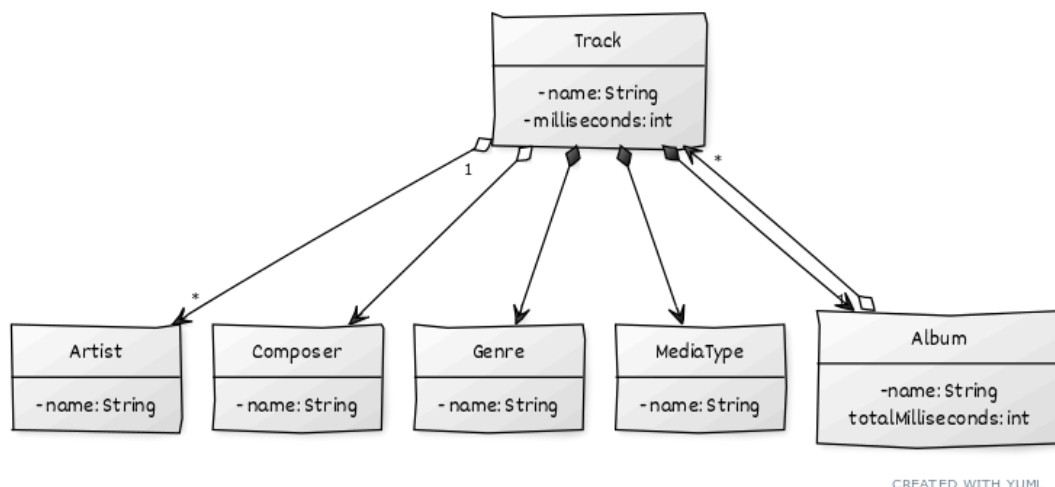 Track
-name: String
-milliseconds: int
1
*
*
Artist
-name: String
Composer
-name: String
Genre
-name: String
MediaType
-name: String
Album
-name: String
totalMilliseconds: int
CREATED WITH YUML